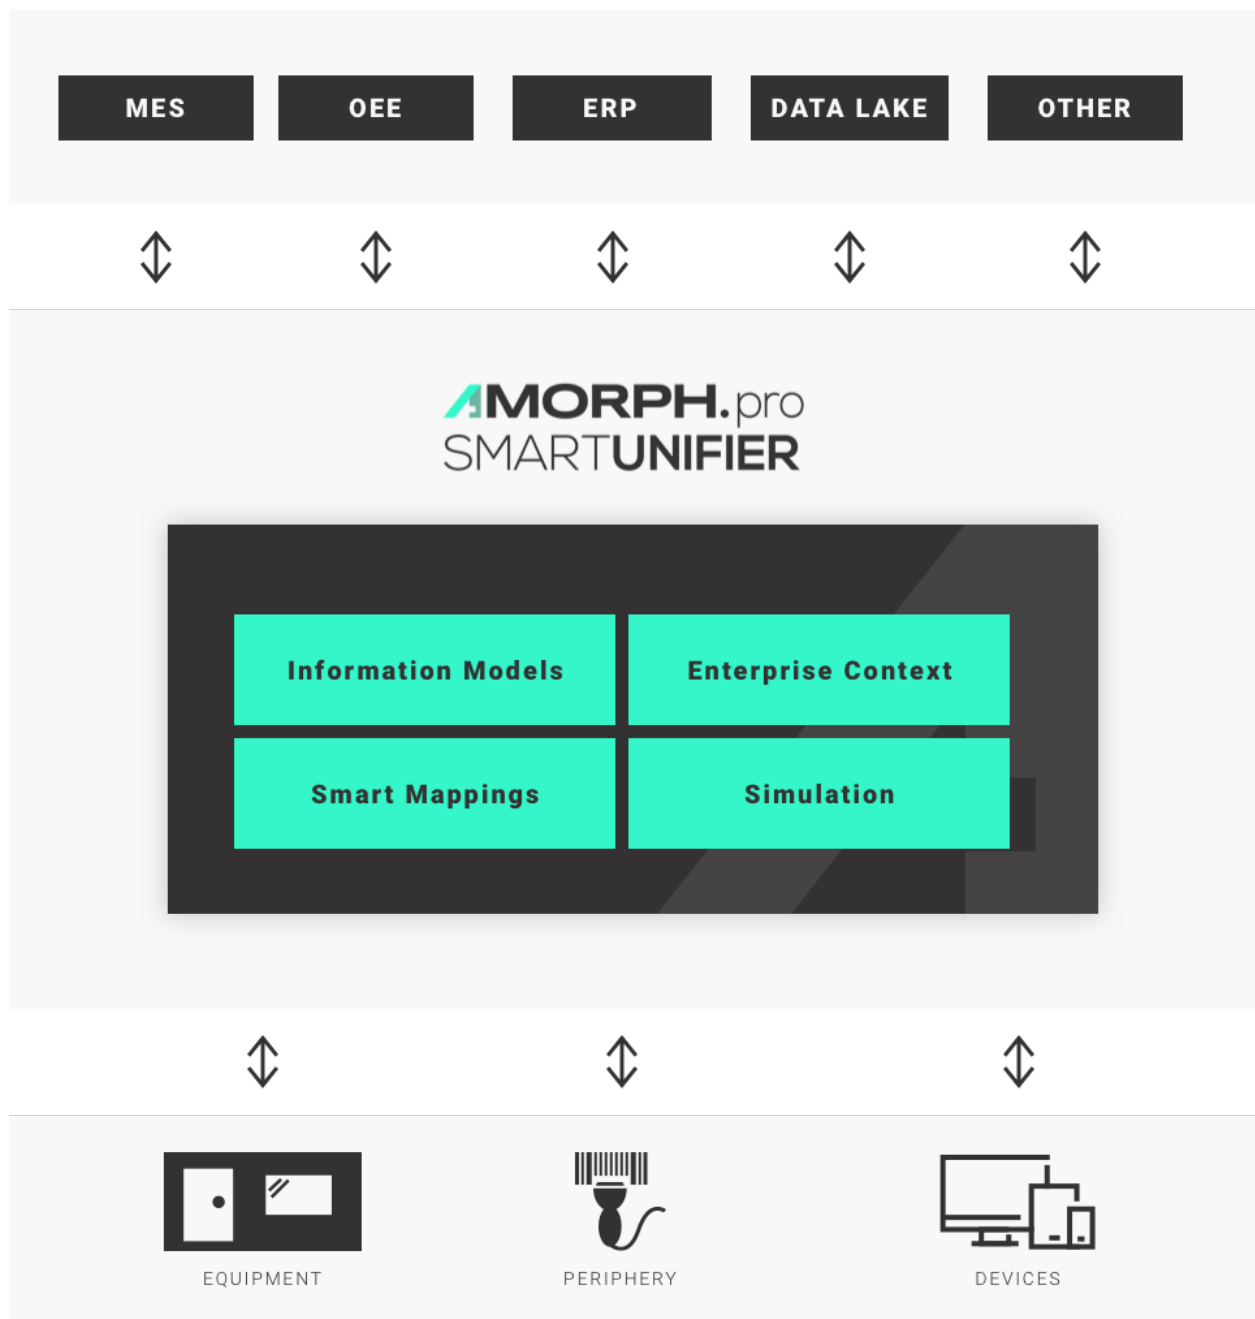 MES OEE ERP DATA LAKE OTHER
AMORPH.pro
SMARTUNIFIER
Information Models Enterprise Context
Smart Mappings Simulation
EQUIPMENT PERIPHERY DEVICES